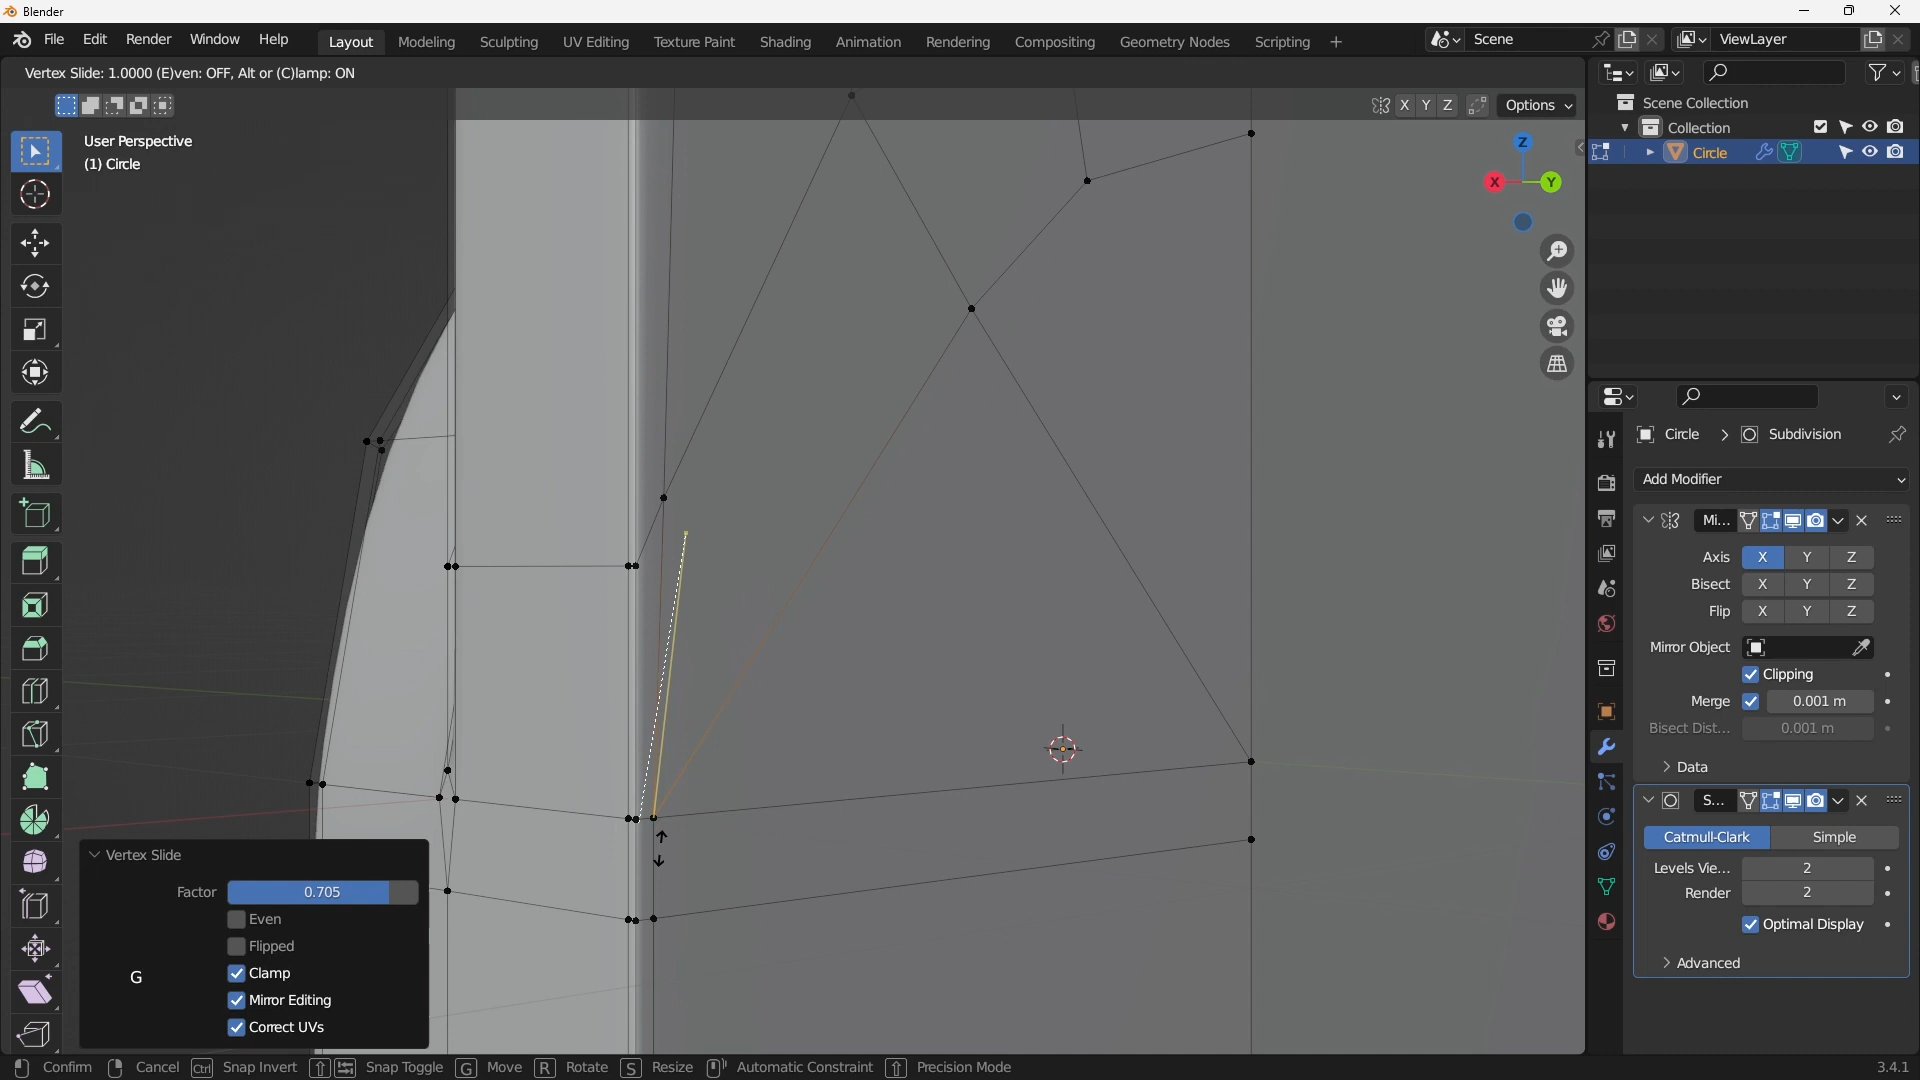 Blender
File Edit Render Window Help Layout Modeling Sculpting UV Editing Texture Paint Shading Animation Rendering Compositing Geometry Nodes Scripting + Scene ViewLayer
Vertex Slide: 1.0000 (E)ven: OFF, Alt or (C)lamp: ON
X Y Z Options
User Perspective
(1) Circle
Z
X Y
Scene Collection
Collection
Circle
Circle > Subdivision
Add Modifier
Mi...
Axis X Y Z
Bisect X Y Z
Flip X Y Z
Mirror Object
Clipping
Merge 0.001 m
Bisect Dist... 0.001 m
Data
S...
Catmull-Clark Simple
Levels Vie... 2
Render 2
Optimal Display
Advanced
Vertex Slide
Factor 0.705
Even
Flipped
Clamp
Mirror Editing
Correct UVs
G
Confirm Cancel Ctrl Snap Invert Snap Toggle G Move R Rotate S Resize Automatic Constraint Precision Mode 3.4.1